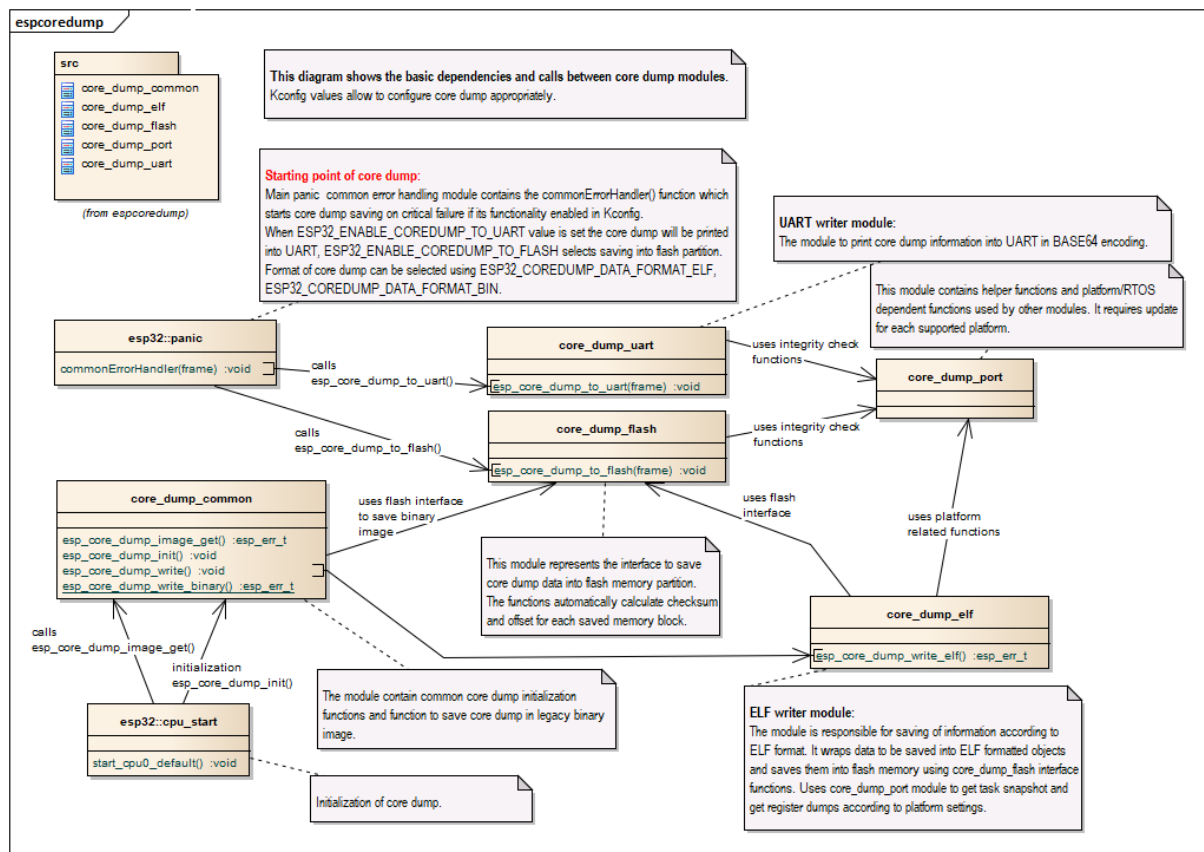 espcoredump
src
core_dump_common
core_dump_elf
core_dump_flash
core_dump_port
core_dump_uart
(from espcoredump)
This diagram shows the basic dependencies and calls between core dump modules.
Kconfig values allow to configure core dump appropriately.
Starting point of core dump:
Main panic common error handling module contains the commonErrorHandler() function which
starts core dump saving on critical failure if its functionality enabled in Kconfig.
When ESP32_ENABLE_COREDUMP_TO_UART value is set the core dump will be printed
into UART, ESP32_ENABLE_COREDUMP_TO_FLASH selects saving into flash partition.
Format of core dump can be selected using ESP32_COREDUMP_DATA_FORMAT_ELF,
ESP32_COREDUMP_DATA_FORMAT_BIN.
UART writer module:
The module to print core dump information into UART in BASE64 encoding.
This module contains helper functions and platform/RTOS
dependent functions used by other modules. It requires update
for each supported platform.
esp32::panic
commonErrorHandler(frame) :void
calls
esp_core_dump_to_uart()
core_dump_uart
esp_core_dump_to_uart(frame) :void
uses integrity check
functions
core_dump_port
calls
esp_core_dump_to_flash()
core_dump_flash
esp_core_dump_to_flash(frame) :void
uses integrity check
functions
core_dump_common
esp_core_dump_image_get() :esp_err_t
esp_core_dump_init() :void
esp_core_dump_write() :void
esp_core_dump_write_binary() :esp_err_t
uses flash interface
to save binary
image
uses flash
interface
uses platform
related functions
This module represents the interface to save
core dump data into flash memory partition.
The functions automatically calculate checksum
and offset for each saved memory block.
core_dump_elf
esp_core_dump_write_elf() :esp_err_t
calls
esp_core_dump_image_get()
initialization
esp_core_dump_init()
The module contain common core dump initialization
functions and function to save core dump in legacy binary
image.
esp32::cpu_start
start_cpu0_default() :void
Initialization of core dump.
ELF writer module:
The module is responsible for saving of information according to
ELF format. It wraps data to be saved into ELF formatted objects
and saves them into flash memory using core_dump_flash interface
functions. Uses core_dump_port module to get task snapshot and
get register dumps according to platform settings.